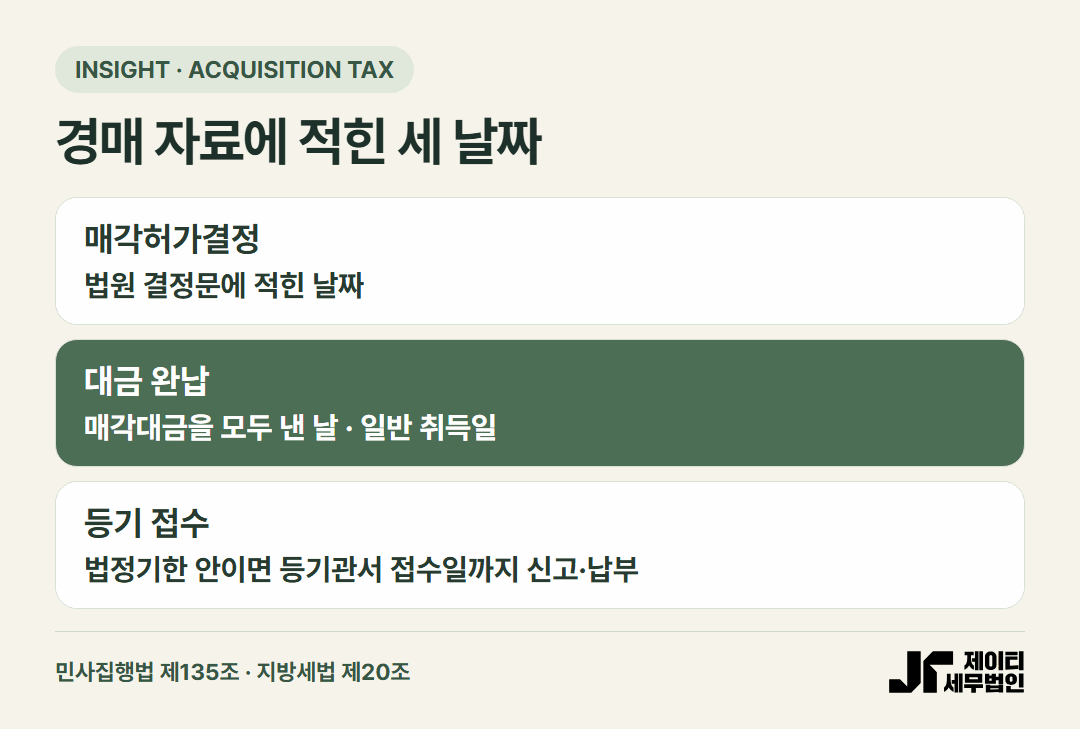 INSIGHT · ACQUISITION TAX
경매 자료에 적힌 세 날짜
매각허가결정
법원 결정문에 적힌 날짜
대금 완납
매각대금을 모두 낸 날 · 일반 취득일
등기 접수
법정기한 안이면 등기관서 접수일까지 신고·납부
민사집행법 제135조 · 지방세법 제20조
제이티
세무법인